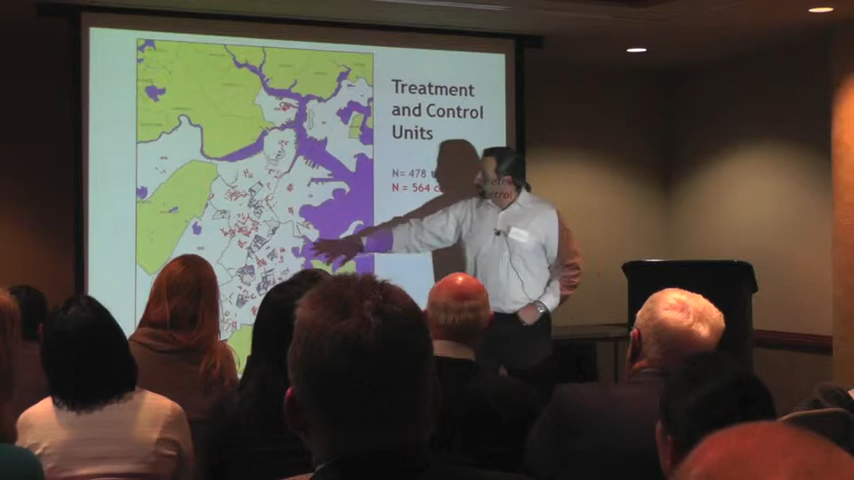 Treatment
and Control
Units
N= 478
N = 564